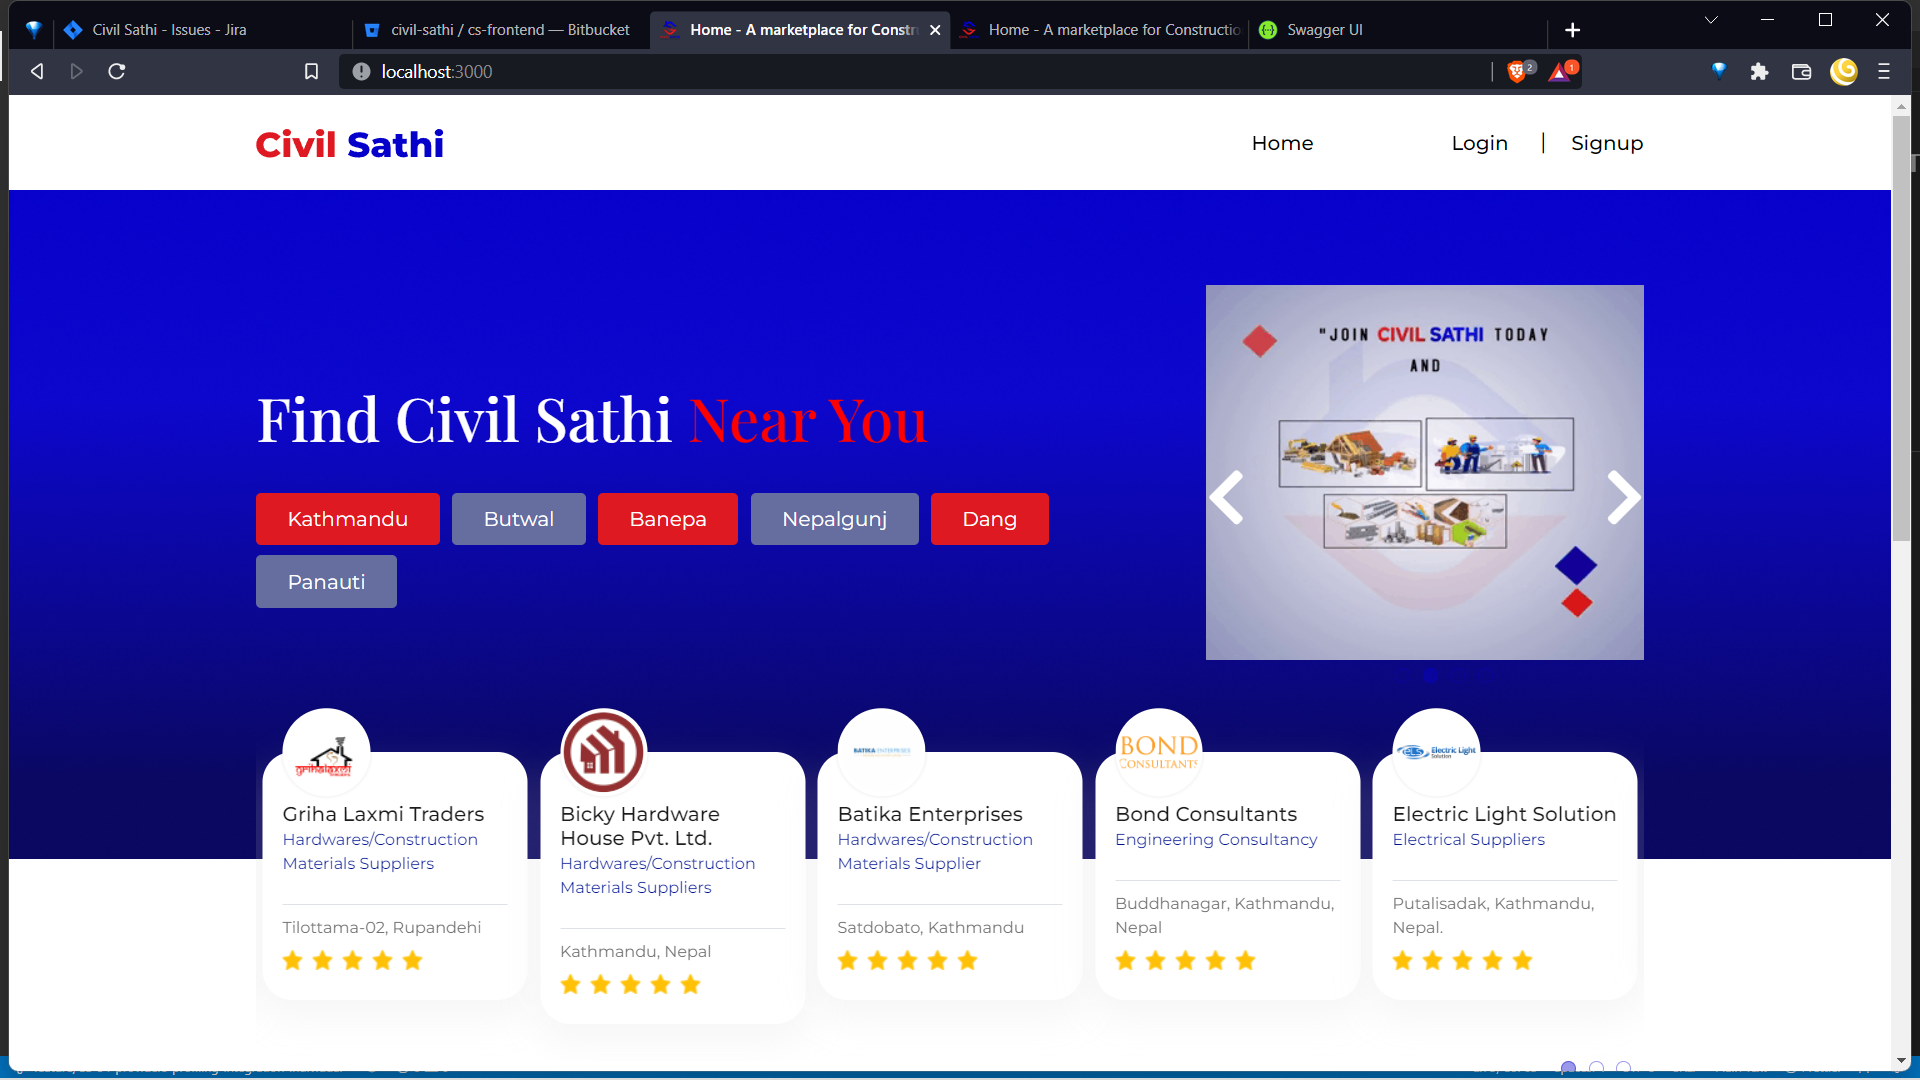 Civil Sathi - Issues - Jira
civil-sathi / cs-frontend — Bitbucket
Home - A marketplace for Constr
Home - A marketplace for Constructio
Swagger UI
localhost:3000
2
1
Civil Sathi
Home
Login | Signup
Find Civil Sathi Near You
Kathmandu
Butwal
Banepa
Nepalgunj
Dang
Panauti
"JOIN CIVIL SATHI TODAY
AND
grihalaxmi
Griha Laxmi Traders
Hardwares/Construction
Materials Suppliers
Tilottama-02, Rupandehi
Bicky Hardware
House Pvt. Ltd.
Hardwares/Construction
Materials Suppliers
Kathmandu, Nepal
BATIKA ENTERPRISES
Batika Enterprises
Hardwares/Construction
Materials Supplier
Satdobato, Kathmandu
BOND
CONSULTANTS
Bond Consultants
Engineering Consultancy
Buddhanagar, Kathmandu,
Nepal
Electric Light
Solution
Electric Light Solution
Electrical Suppliers
Putalisadak, Kathmandu,
Nepal.